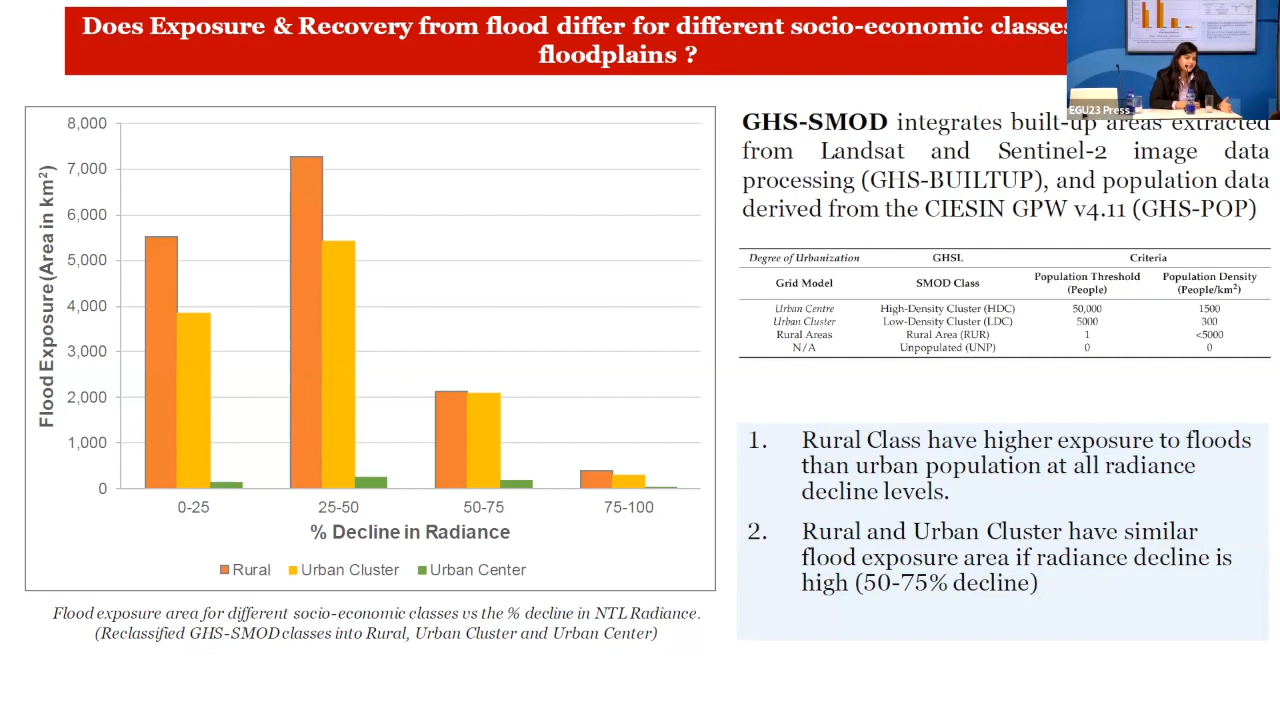 Does Exposure & Recovery from flood differ for different socio-economic classes
floodplains ?
EGU23 Press
8,000
7,000
6,000
5,000
4,000
3,000
2,000
1,000
0
Flood Exposure (Area in km²)
0-25 25-50 50-75 75-100
% Decline in Radiance
Rural Urban Cluster Urban Center
Flood exposure area for different socio-economic classes vs the % decline in NTL Radiance.
(Reclassified GHS-SMOD classes into Rural, Urban Cluster and Urban Center)
GHS-SMOD integrates built-up areas extracted
from Landsat and Sentinel-2 image data
processing (GHS-BUILTUP), and population data
derived from the CIESIN GPW v4.11 (GHS-POP)
Degree of Urbanization GHSL Criteria
Grid Model SMOD Class Population Threshold (People) Population Density (People/km²)
Urban Centre High-Density Cluster (HDC) 50,000 1500
Urban Cluster Low-Density Cluster (LDC) 5000 300
Rural Areas Rural Area (RUR) 1 <5000
N/A Unpopulated (UNP) 0 0
1. Rural Class have higher exposure to floods
than urban population at all radiance
decline levels.
2. Rural and Urban Cluster have similar
flood exposure area if radiance decline is
high (50-75% decline)